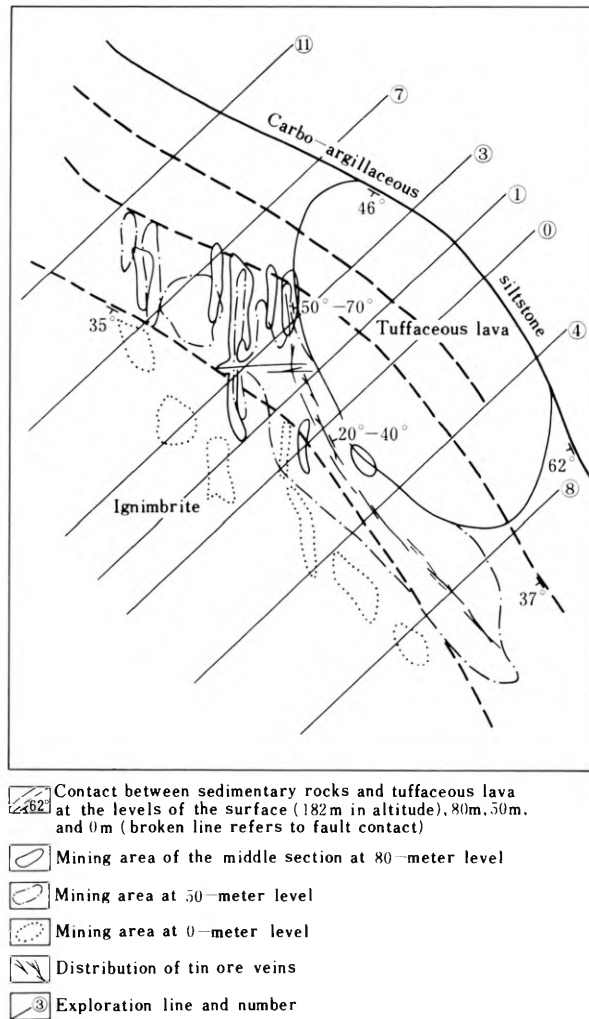 ⑪
⑦
Carbo-argillaceous
③
46°
①
⓪
siltstone
50°-70°
Tuffaceous lava
④
35°
20°-40°
62°
Ignimbrite
⑧
37°
62° Contact between sedimentary rocks and tuffaceous lava
at the levels of the surface (182m in altitude), 80m, 50m,
and 0m (broken line refers to fault contact)
Mining area of the middle section at 80-meter level
Mining area at 50-meter level
Mining area at 0-meter level
Distribution of tin ore veins
③ Exploration line and number